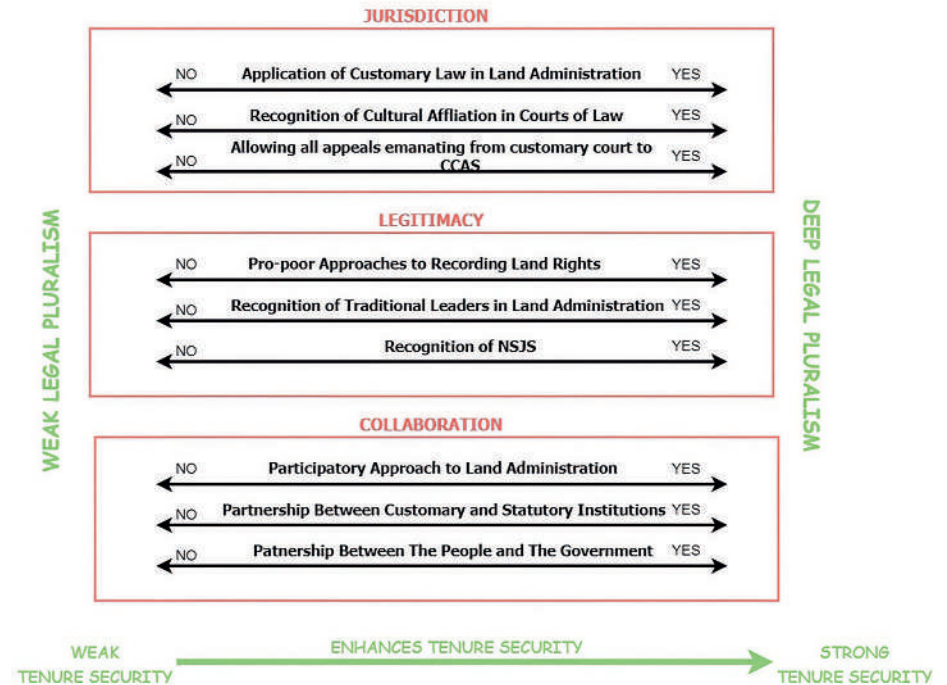 JURISDICTION
NO Application of Customary Law in Land Administration YES
NO Recognition of Cultural Affliation in Courts of Law YES
Allowing all appeals emanating from customary court to
NO CCAS YES
LEGITIMACY
NO Pro-poor Approaches to Recording Land Rights YES
NO Recognition of Traditional Leaders in Land Administration YES
NO Recognition of NSJS YES
COLLABORATION
NO Participatory Approach to Land Administration YES
NO Partnership Between Customary and Statutory Institutions YES
NO Patnership Between The People and The Government YES
WEAK LEGAL PLURALISM
DEEP LEGAL PLURALISM
WEAK
TENURE SECURITY
ENHANCES TENURE SECURITY
STRONG
TENURE SECURITY